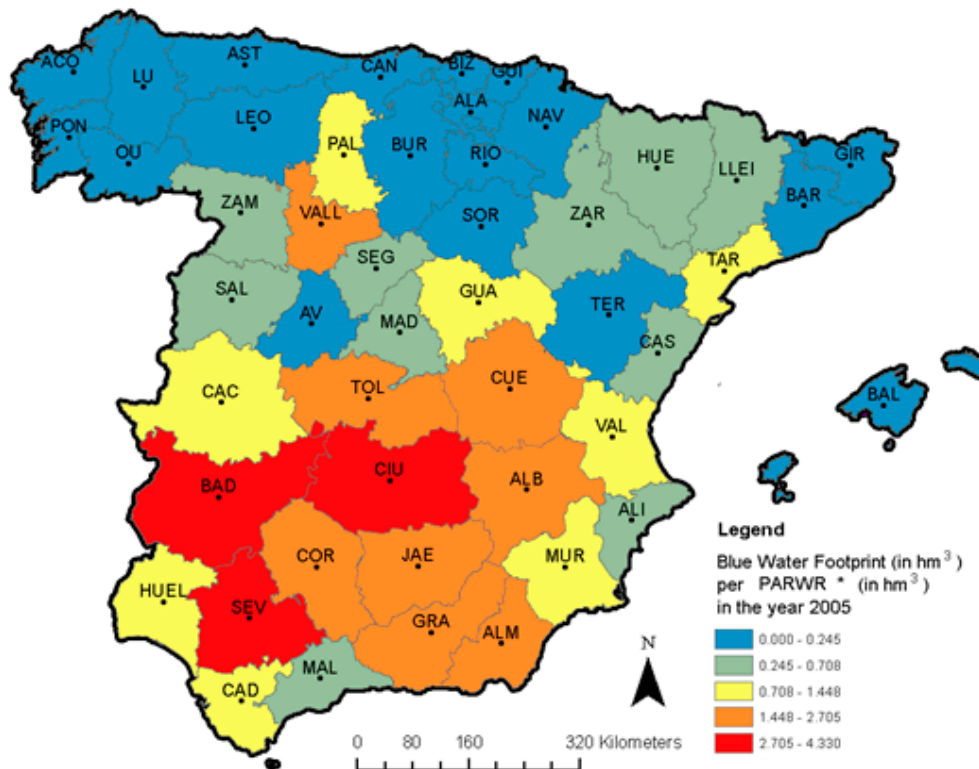 ACO
LU
AST
CAN
BIZ
GUI
ALA
NAV
PON
OU
LEO
PAL
BUR
RIO
HUE
LLEI
GIR
BAR
ZAM
VALL
SOR
ZAR
SEG
TAR
SAL
AV
MAD
GUA
TER
CAS
CAC
TOL
CUE
VAL
BAL
BAD
CIU
ALB
ALI
HUEL
SEV
COR
JAE
MUR
GRA
ALM
CAD
MAL
N
0 80 160 320 Kilometers
Legend
Blue Water Footprint (in hm³)
per PARWR * (in hm³)
in the year 2005
0.000 - 0.245
0.245 - 0.708
0.708 - 1.448
1.448 - 2.705
2.705 - 4.330